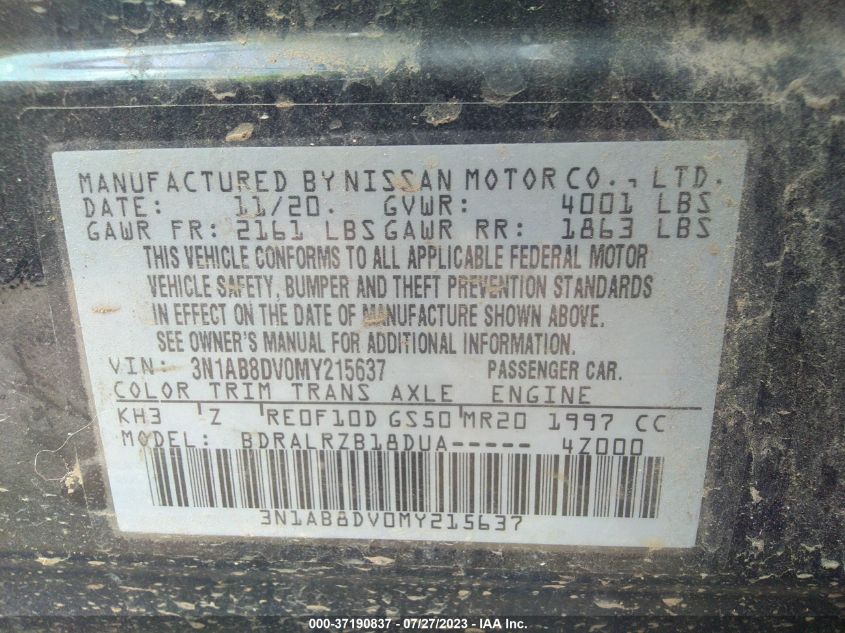 MANUFACTURED BY NISSAN MOTOR CO., LTD.
DATE: 11/20. GVWR: 4001 LBS
GAWR FR: 2161 LBS GAWR RR: 1863 LBS
THIS VEHICLE CONFORMS TO ALL APPLICABLE FEDERAL MOTOR
VEHICLE SAFETY, BUMPER AND THEFT PREVENTION STANDARDS
IN EFFECT ON THE DATE OF MANUFACTURE SHOWN ABOVE.
SEE OWNER'S MANUAL FOR ADDITIONAL INFORMATION.
VIN: 3N1AB8DV0MY215637 PASSENGER CAR.
COLOR TRIM TRANS AXLE ENGINE
KH3 'Z RE0F10D GS50 MR20 1997 CC
MODEL: BDRALRZB18DUA----- 4Z000
3N1AB8DV0MY215637
000-37190837 - 07/27/2023 - IAA Inc.